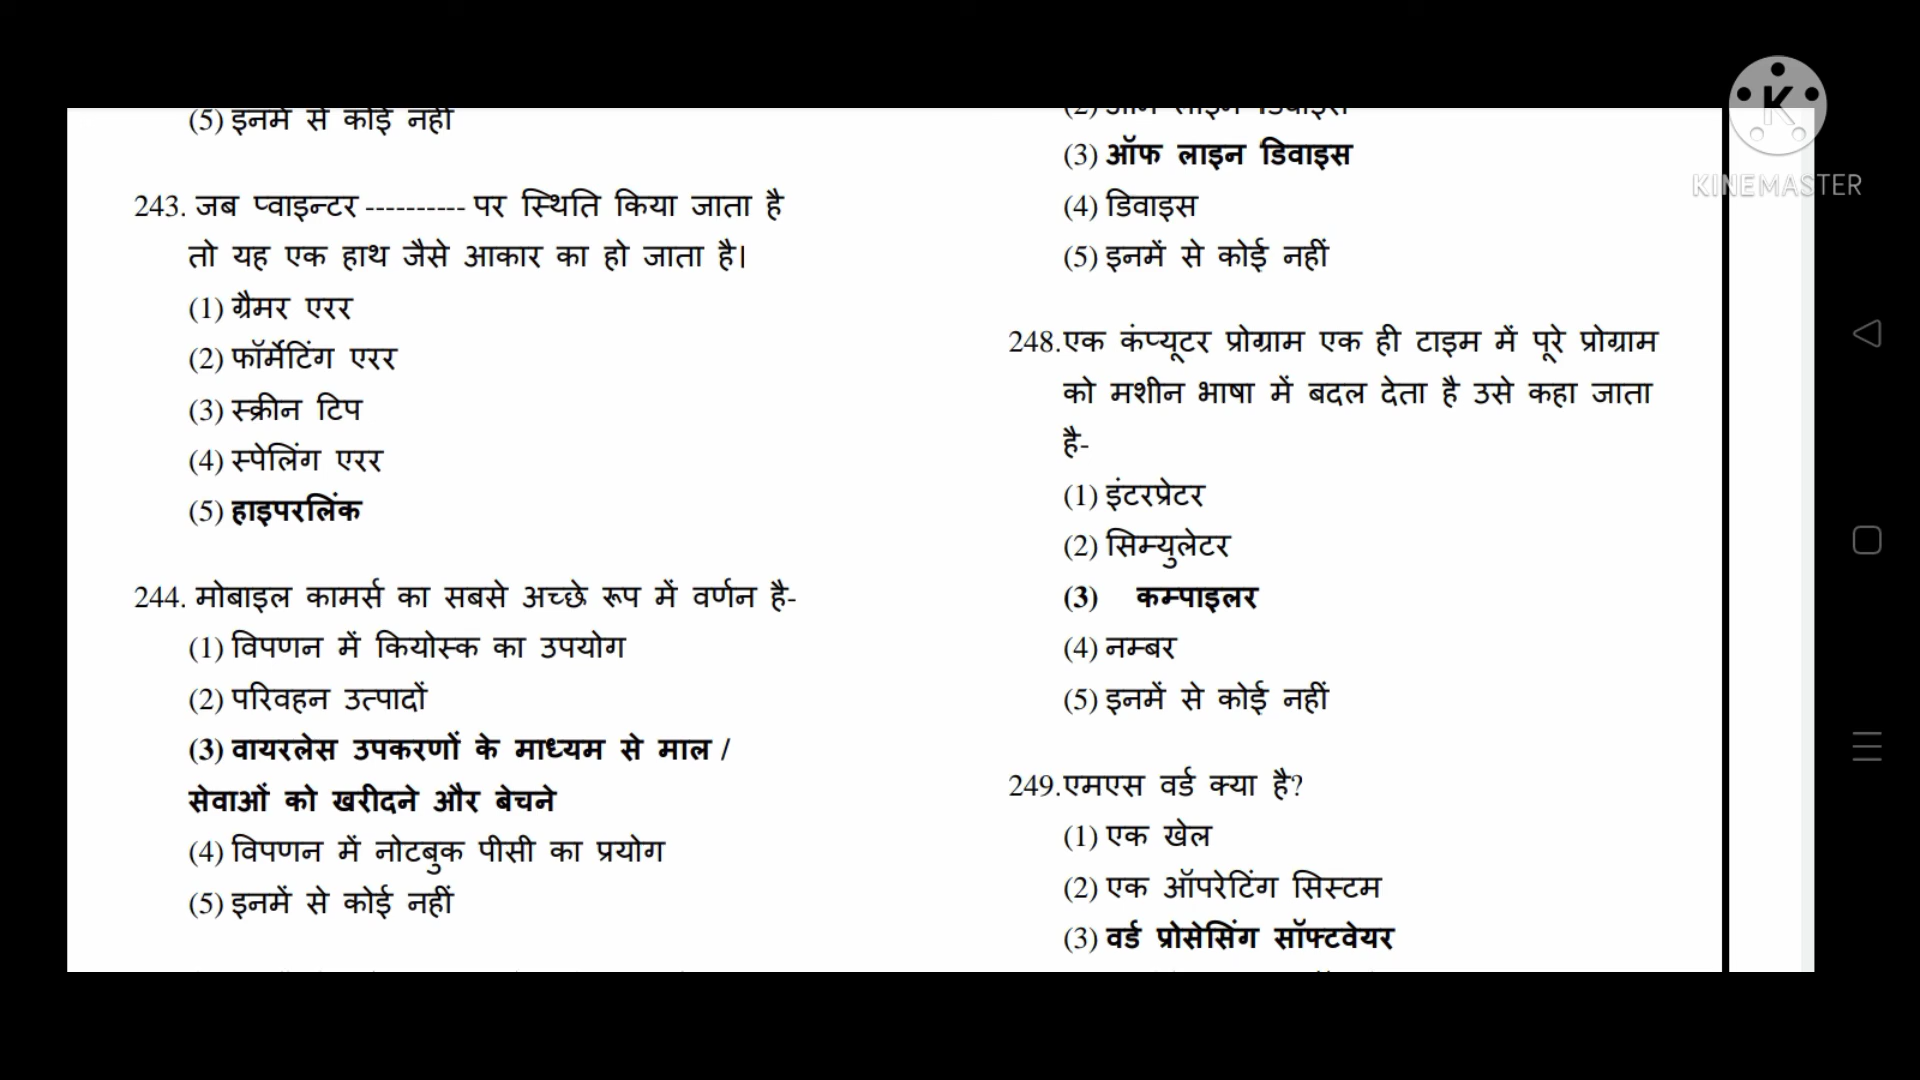 (5) इनमें से कोई नहीं
243. जब प्वाइन्टर ---------- पर स्थिति किया जाता है
तो यह एक हाथ जैसे आकार का हो जाता है।
(1) ग्रैमर एरर
(2) फॉर्मेटिंग एरर
(3) स्क्रीन टिप
(4) स्पेलिंग एरर
(5) हाइपरलिंक
244. मोबाइल कामर्स का सबसे अच्छे रूप में वर्णन है-
(1) विपणन में कियोस्क का उपयोग
(2) परिवहन उत्पादों
(3) वायरलेस उपकरणों के माध्यम से माल /
सेवाओं को खरीदने और बेचने
(4) विपणन में नोटबुक पीसी का प्रयोग
(5) इनमें से कोई नहीं
(2) ऑन लाइन डिवाइस
(3) ऑफ लाइन डिवाइस
(4) डिवाइस
(5) इनमें से कोई नहीं
248.एक कंप्यूटर प्रोग्राम एक ही टाइम में पूरे प्रोग्राम
को मशीन भाषा में बदल देता है उसे कहा जाता
है-
(1) इंटरप्रेटर
(2) सिम्युलेटर
(3) कम्पाइलर
(4) नम्बर
(5) इनमें से कोई नहीं
249.एमएस वर्ड क्या है?
(1) एक खेल
(2) एक ऑपरेटिंग सिस्टम
(3) वर्ड प्रोसेसिंग सॉफ्टवेयर
K
KINEMASTER